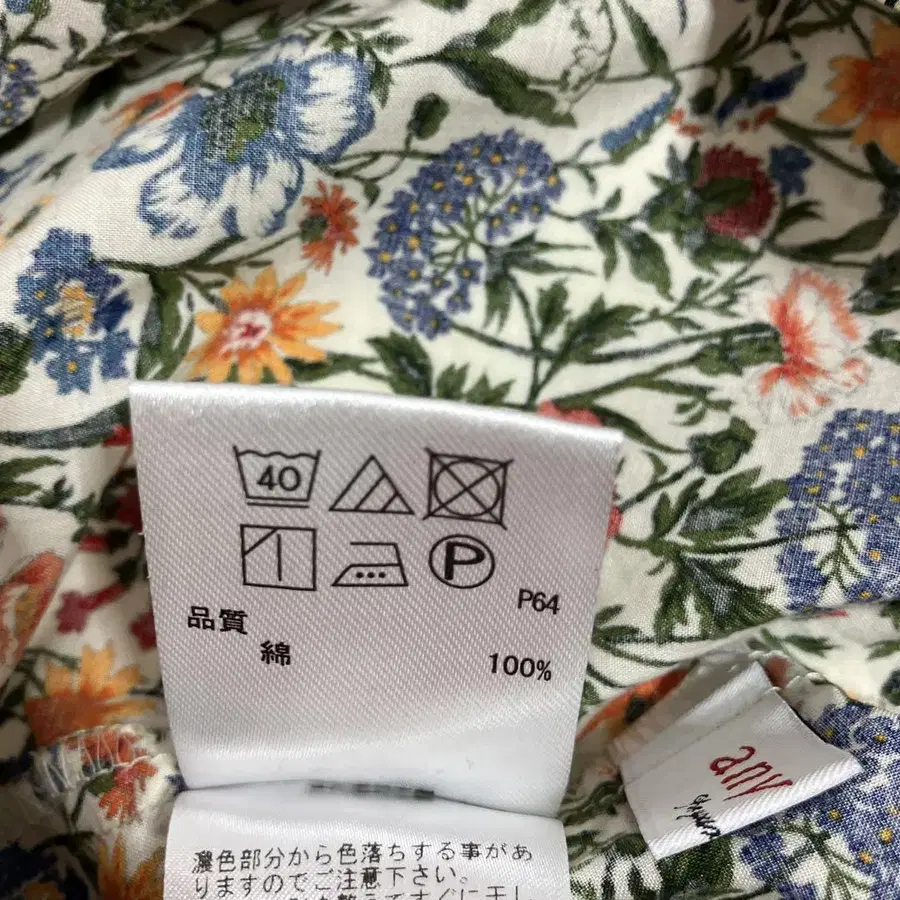 40
P
P64
品質
綿 100%
濃色部分から色落ちする事があ
りますのでご注意下さい。
any